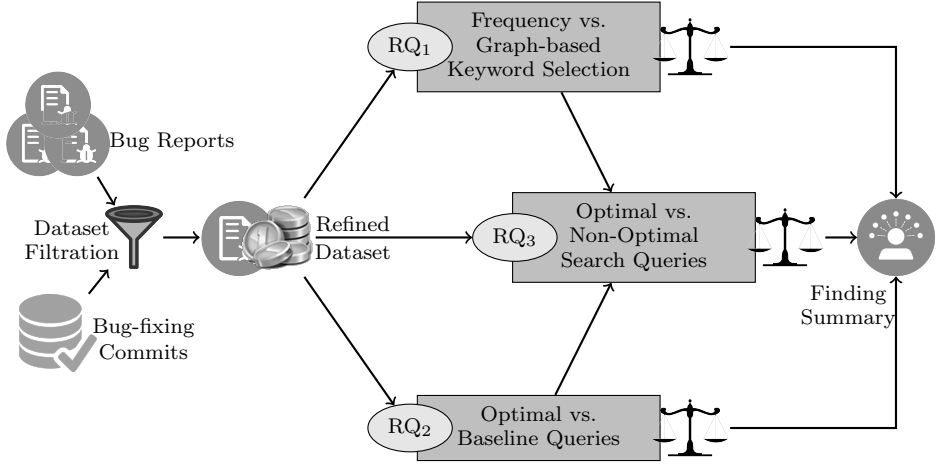 Bug Reports
Dataset
Filtration
Bug-fixing
Commits
Refined
Dataset
RQ₁
Frequency vs.
Graph-based
Keyword Selection
RQ₃
Optimal vs.
Non-Optimal
Search Queries
RQ₂
Optimal vs.
Baseline Queries
Finding
Summary